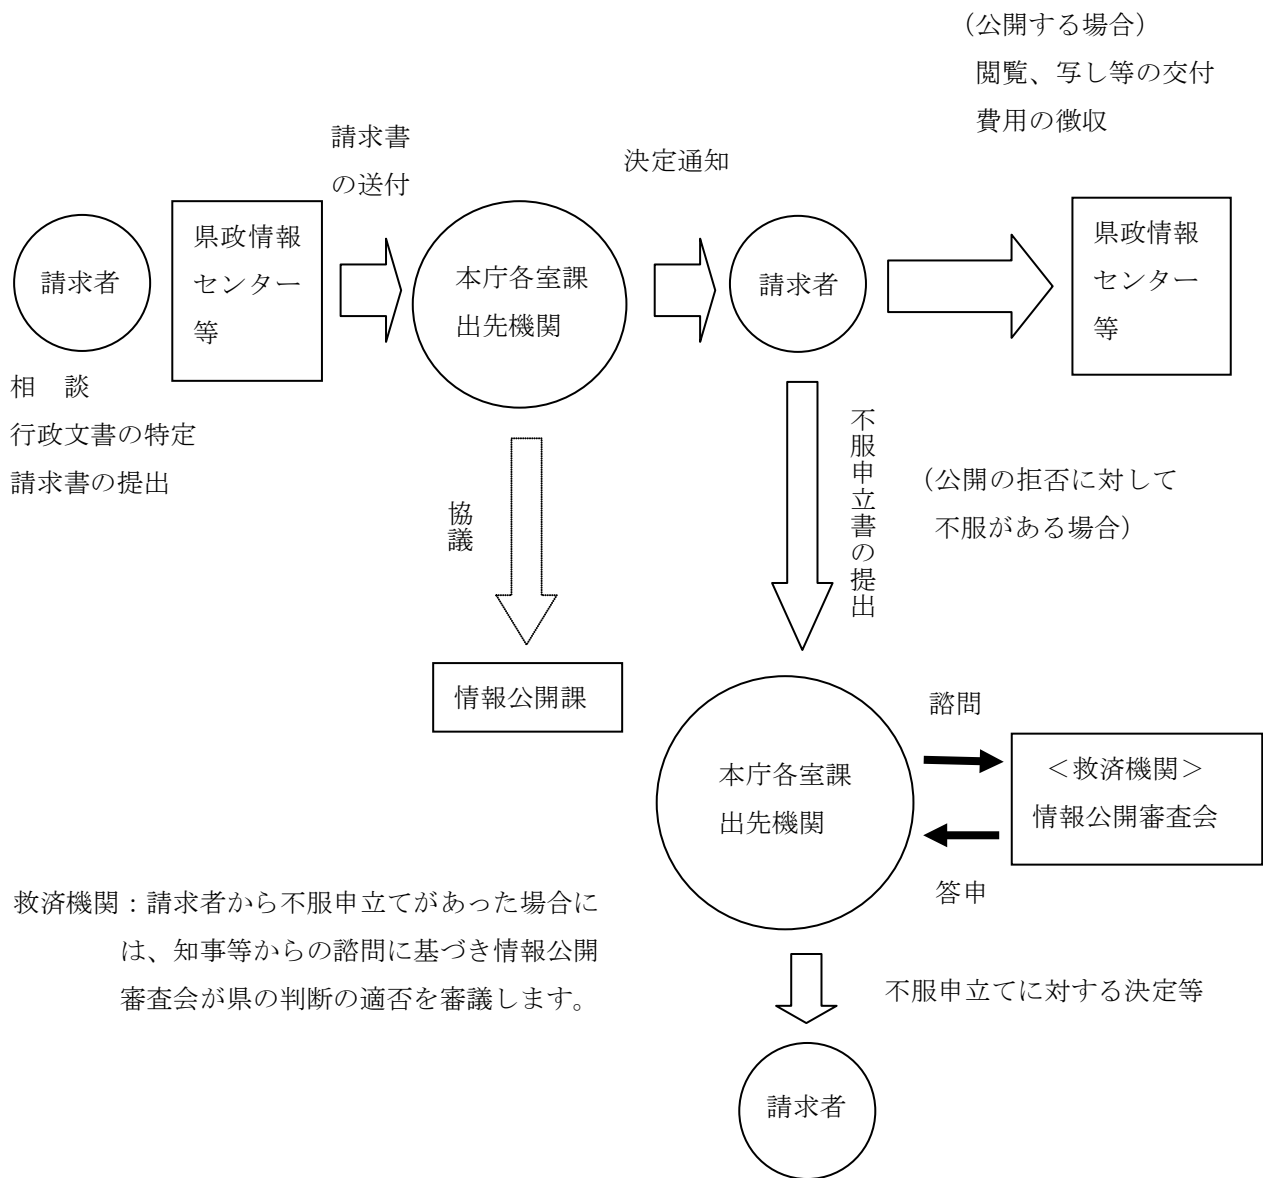 （公開する場合）
閲覧、写し等の交付
費用の徴収
請求書
の送付
決定通知
請求者
県政情報
センター
等
本庁各室課
出先機関
請求者
県政情報
センター
等
相　談
行政文書の特定
請求書の提出
協議
不服申立書の提出
（公開の拒否に対して
不服がある場合）
情報公開課
本庁各室課
出先機関
諮問
＜救済機関＞
情報公開審査会
答申
救済機関：請求者から不服申立てがあった場合に
は、知事等からの諮問に基づき情報公開
審査会が県の判断の適否を審議します。
不服申立てに対する決定等
請求者